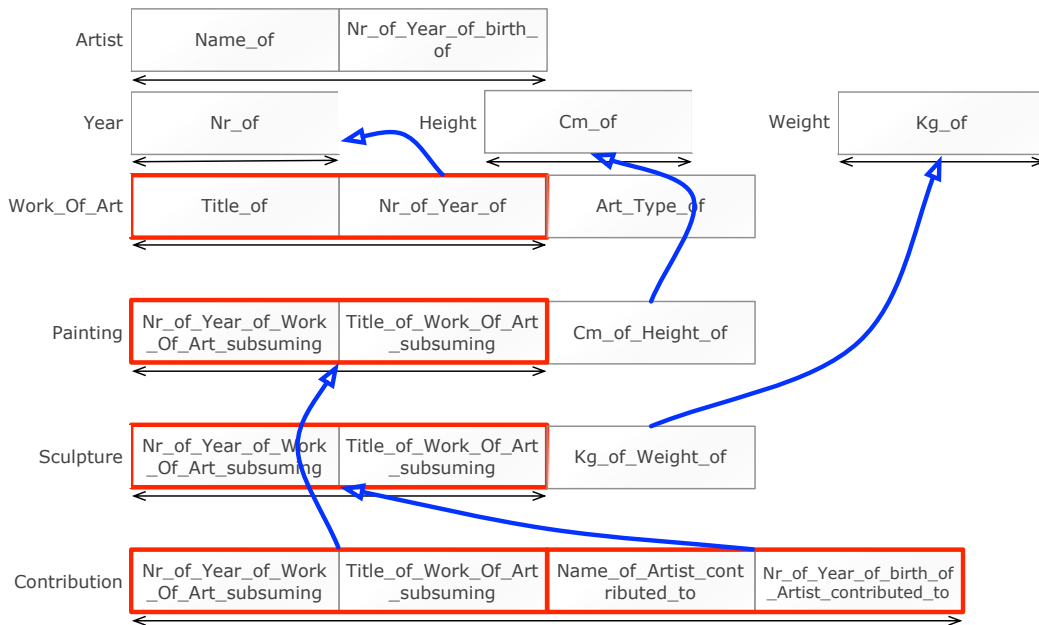 Artist
Name_of
Nr_of_Year_of_birth_
of
Year
Nr_of
Height
Cm_of
Weight
Kg_of
Work_Of_Art
Title_of
Nr_of_Year_of
Art_Type_of
Painting
Nr_of_Year_of_Work
_Of_Art_subsuming
Title_of_Work_Of_Art
_subsuming
Cm_of_Height_of
Sculpture
Nr_of_Year_of_Work
_Of_Art_subsuming
Title_of_Work_Of_Art
_subsuming
Kg_of_Weight_of
Contribution
Nr_of_Year_of_Work
_Of_Art_subsuming
Title_of_Work_Of_Art
_subsuming
Name_of_Artist_cont
ributed_to
Nr_of_Year_of_birth_of
_Artist_contributed_to